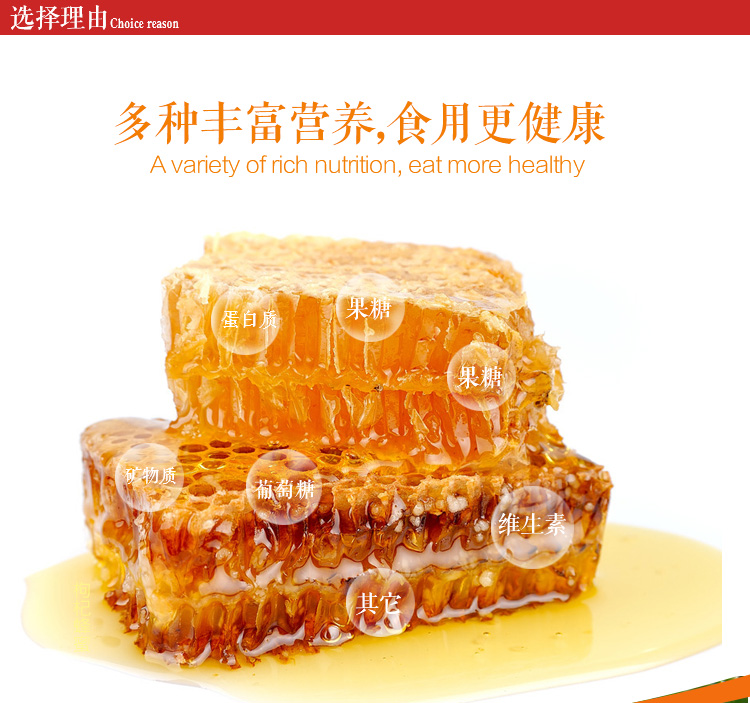 选择理由Choice reason
多种丰富营养,食用更健康
A variety of rich nutrition, eat more healthy
蛋白质
果糖
果糖
矿物质
葡萄糖
维生素
其它